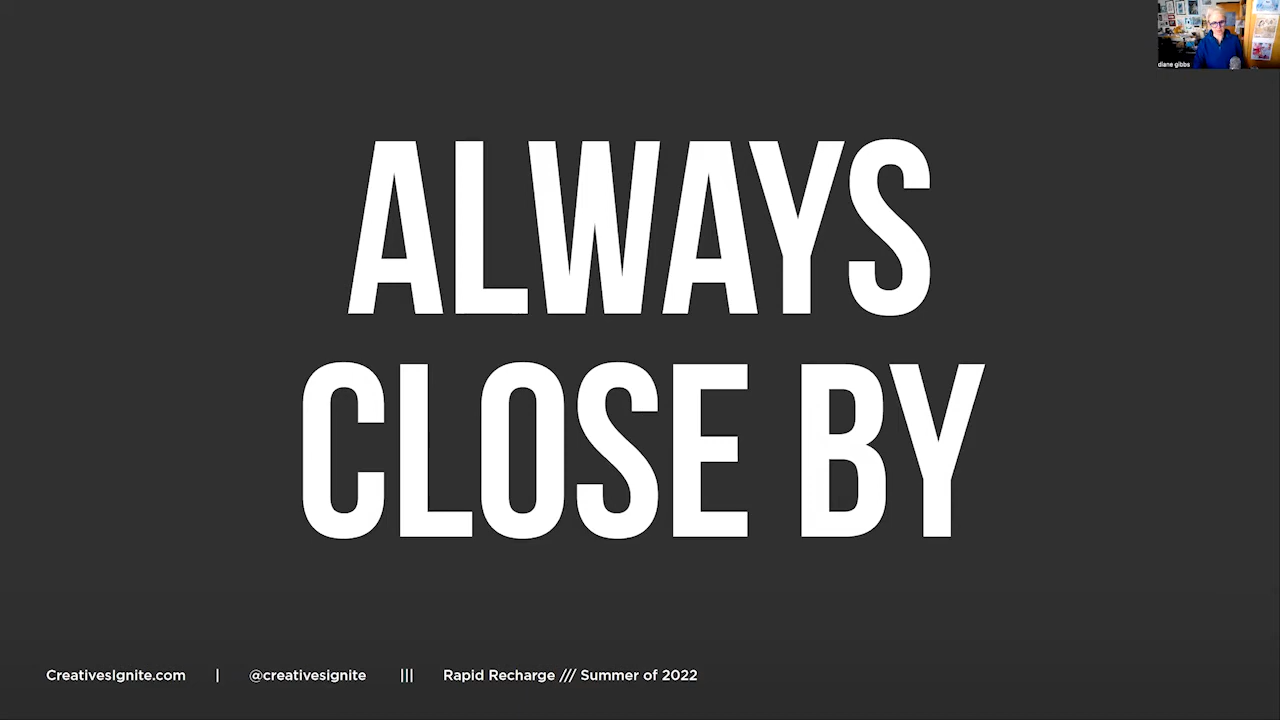 diane gibbs
ALWAYS
CLOSE BY
CreativesIgnite.com | @creativesignite ||| Rapid Recharge /// Summer of 2022